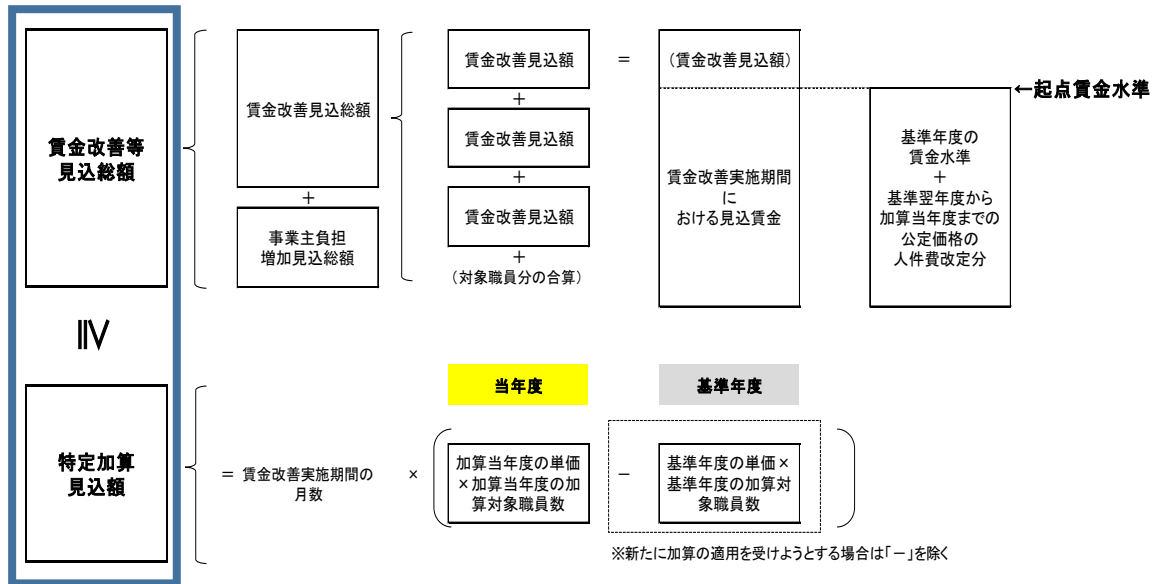 賃金改善等
見込総額
賃金改善見込総額
+
事業主負担
増加見込総額
賃金改善見込額
+
賃金改善見込額
+
賃金改善見込額
+
(対象職員分の合算)
=
(賃金改善見込額)
賃金改善実施期間
に
おける見込賃金
←起点賃金水準
基準年度の
賃金水準
+
基準翌年度から
加算当年度までの
公定価格の
人件費改定分
≧
特定加算
見込額
= 賃金改善実施期間の
月数
×
当年度
加算当年度の単価
×加算当年度の加
算対象職員数
-
基準年度
基準年度の単価×
基準年度の加算対
象職員数
※新たに加算の適用を受けようとする場合は「-」を除く